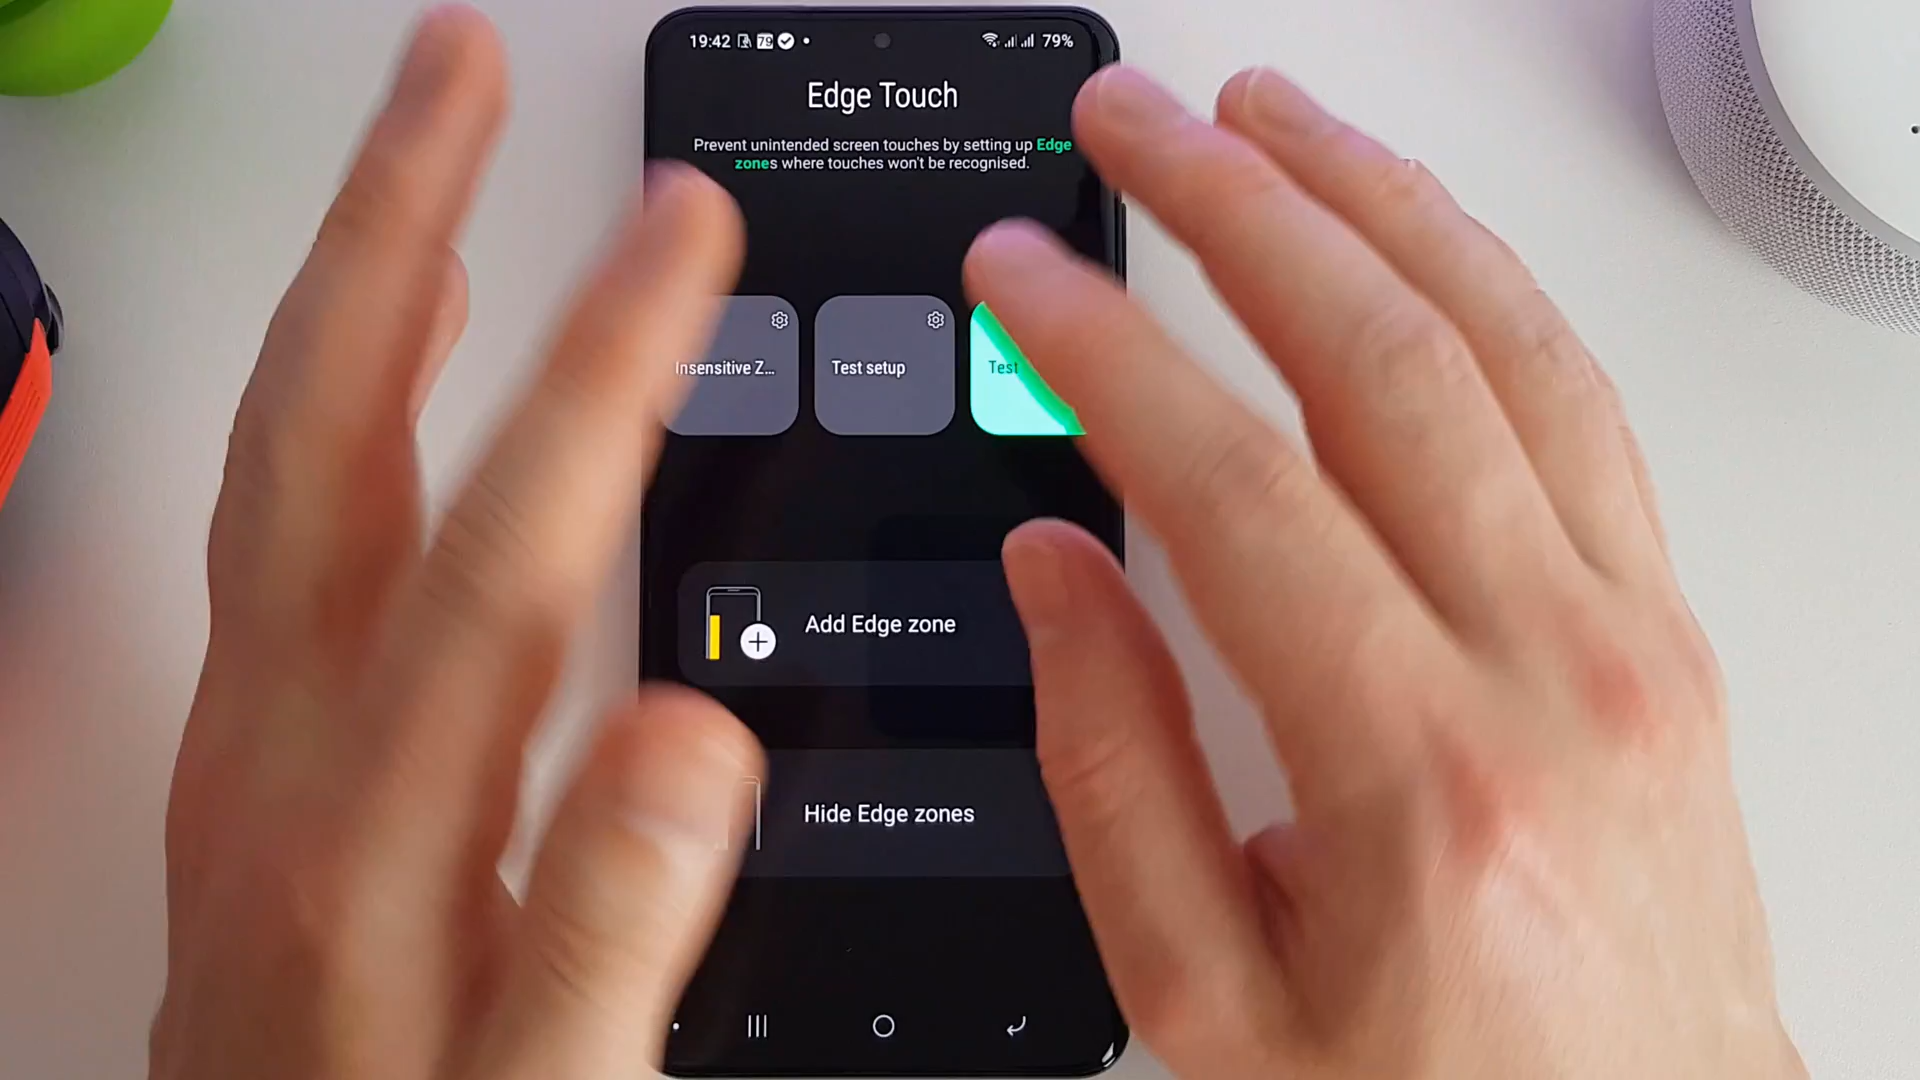 19:42 79 79%
Edge Touch
Prevent unintended screen touches by setting up Edge
zones where touches won't be recognised.
Insensitive Z... Test setup Test
Add Edge zone
Hide Edge zones